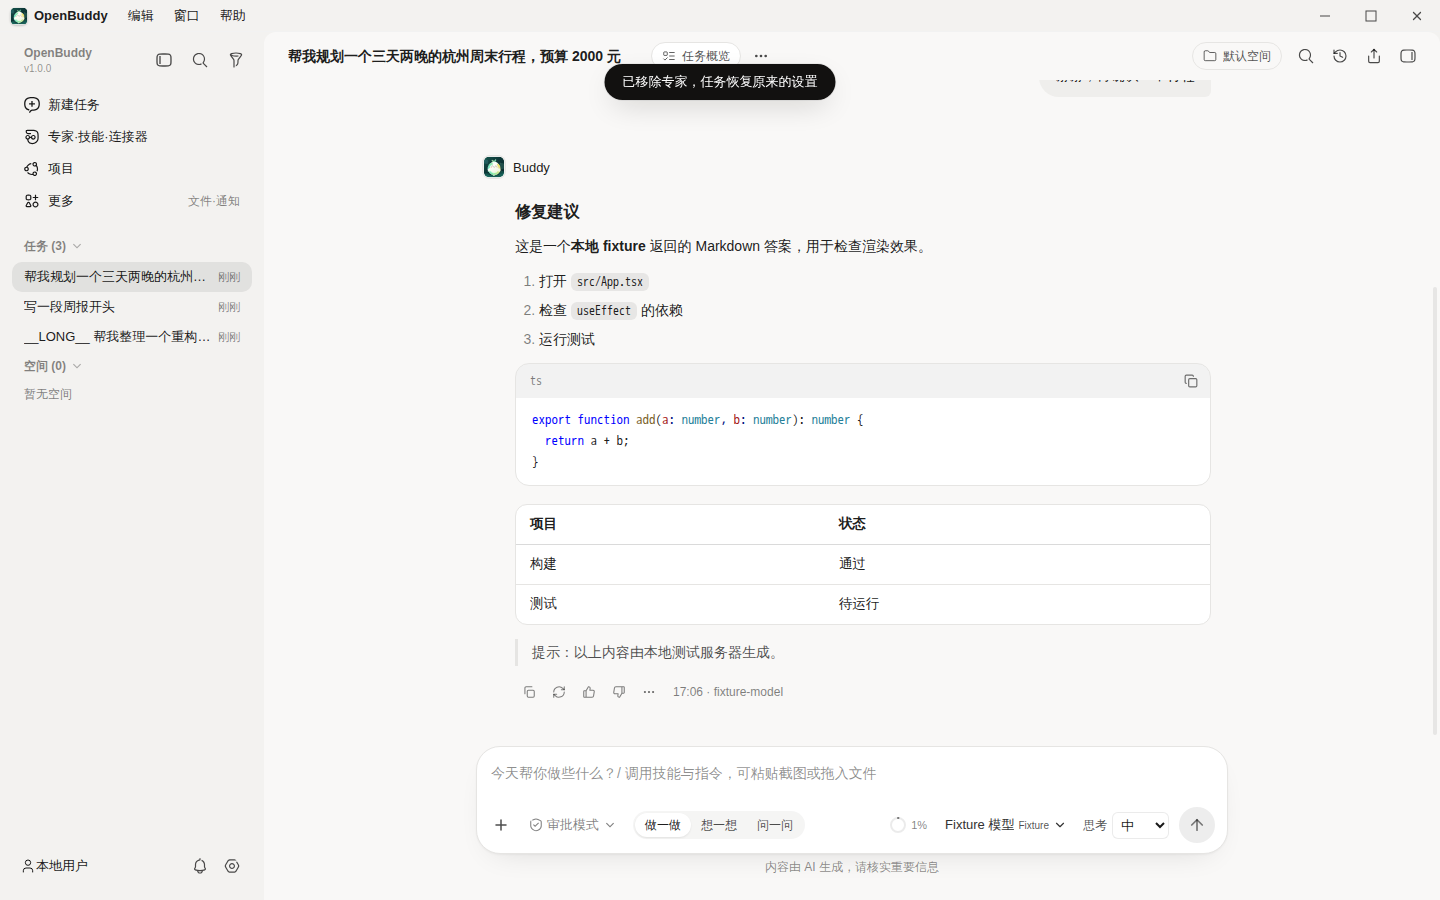 OpenBuddy 编辑 窗口 帮助
OpenBuddy
v1.0.0
新建任务
专家·技能·连接器
项目
更多 文件·通知
任务 (3)
帮我规划一个三天两晚的杭州… 刚刚
写一段周报开头 刚刚
__LONG__ 帮我整理一个重构… 刚刚
空间 (0)
暂无空间
本地用户
帮我规划一个三天两晚的杭州周末行程，预算 2000 元 任务概览 默认空间
已移除专家，任务恢复原来的设置
Buddy
修复建议
这是一个本地 fixture 返回的 Markdown 答案，用于检查渲染效果。
1. 打开 src/App.tsx
2. 检查 useEffect 的依赖
3. 运行测试
ts
export function add(a: number, b: number): number {
return a + b;
}
项目 状态
构建 通过
测试 待运行
提示：以上内容由本地测试服务器生成。
17:06 · fixture-model
今天帮你做些什么？/ 调用技能与指令，可粘贴截图或拖入文件
审批模式 做一做 想一想 问一问 1% Fixture 模型 Fixture 思考 中
内容由 AI 生成，请核实重要信息